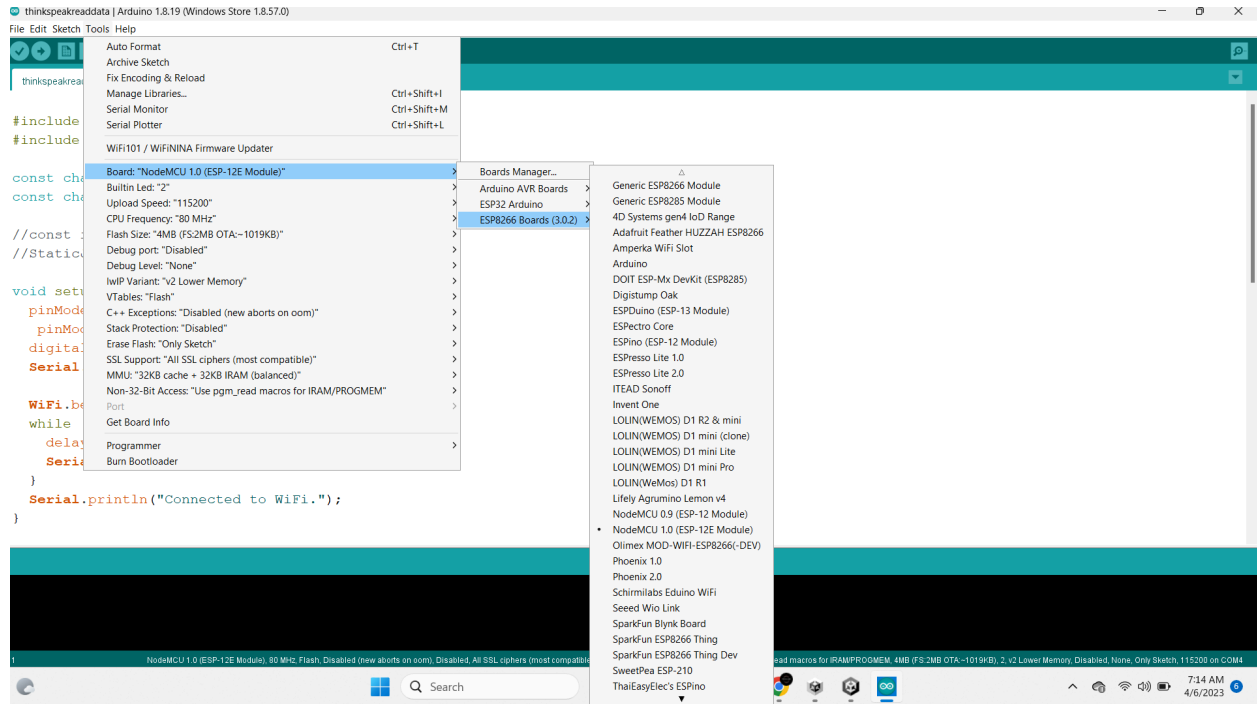 thinkspeakreaddata | Arduino 1.8.19 (Windows Store 1.8.57.0)
File Edit Sketch Tools Help
thinkspeakrea
#include
#include
const cha
const cha
//const
//Static
void setu
pinMode
pinMod
digita
Serial
WiFi.be
while
delay
Seria
}
Serial.println("Connected to WiFi.");
}
Auto Format Ctrl+T
Archive Sketch
Fix Encoding & Reload
Manage Libraries... Ctrl+Shift+I
Serial Monitor Ctrl+Shift+M
Serial Plotter Ctrl+Shift+L
WiFi101 / WiFiNINA Firmware Updater
Board: "NodeMCU 1.0 (ESP-12E Module)"
Builtin Led: "2"
Upload Speed: "115200"
CPU Frequency: "80 MHz"
Flash Size: "4MB (FS:2MB OTA:~1019KB)"
Debug port: "Disabled"
Debug Level: "None"
lwIP Variant: "v2 Lower Memory"
VTables: "Flash"
C++ Exceptions: "Disabled (new aborts on oom)"
Stack Protection: "Disabled"
Erase Flash: "Only Sketch"
SSL Support: "All SSL ciphers (most compatible)"
MMU: "32KB cache + 32KB IRAM (balanced)"
Non-32-Bit Access: "Use pgm_read macros for IRAM/PROGMEM"
Port
Get Board Info
Programmer
Burn Bootloader
Boards Manager...
Arduino AVR Boards
ESP32 Arduino
ESP8266 Boards (3.0.2)
Generic ESP8266 Module
Generic ESP8285 Module
4D Systems gen4 IoD Range
Adafruit Feather HUZZAH ESP8266
Amperka WiFi Slot
Arduino
DOIT ESP-Mx DevKit (ESP8285)
Digistump Oak
ESPDuino (ESP-13 Module)
ESPectro Core
ESPino (ESP-12 Module)
ESPresso Lite 1.0
ESPresso Lite 2.0
ITEAD Sonoff
Invent One
LOLIN(WEMOS) D1 R2 & mini
LOLIN(WEMOS) D1 mini (clone)
LOLIN(WEMOS) D1 mini Lite
LOLIN(WEMOS) D1 mini Pro
LOLIN(WeMos) D1 R1
Lifely Agrumino Lemon v4
NodeMCU 0.9 (ESP-12 Module)
• NodeMCU 1.0 (ESP-12E Module)
Olimex MOD-WIFI-ESP8266(-DEV)
Phoenix 1.0
Phoenix 2.0
Schirmilabs Eduino WiFi
Seeed Wio Link
SparkFun Blynk Board
SparkFun ESP8266 Thing
SparkFun ESP8266 Thing Dev
SweetPea ESP-210
ThaiEasyElec's ESPino
1 NodeMCU 1.0 (ESP-12E Module), 80 MHz, Flash, Disabled (new aborts on oom), Disabled, All SSL ciphers (most compatible ead macros for IRAM/PROGMEM, 4MB (FS:2MB OTA:~1019KB), 2, v2 Lower Memory, Disabled, None, Only Sketch, 115200 on COM4
Search
7:14 AM
4/6/2023
6